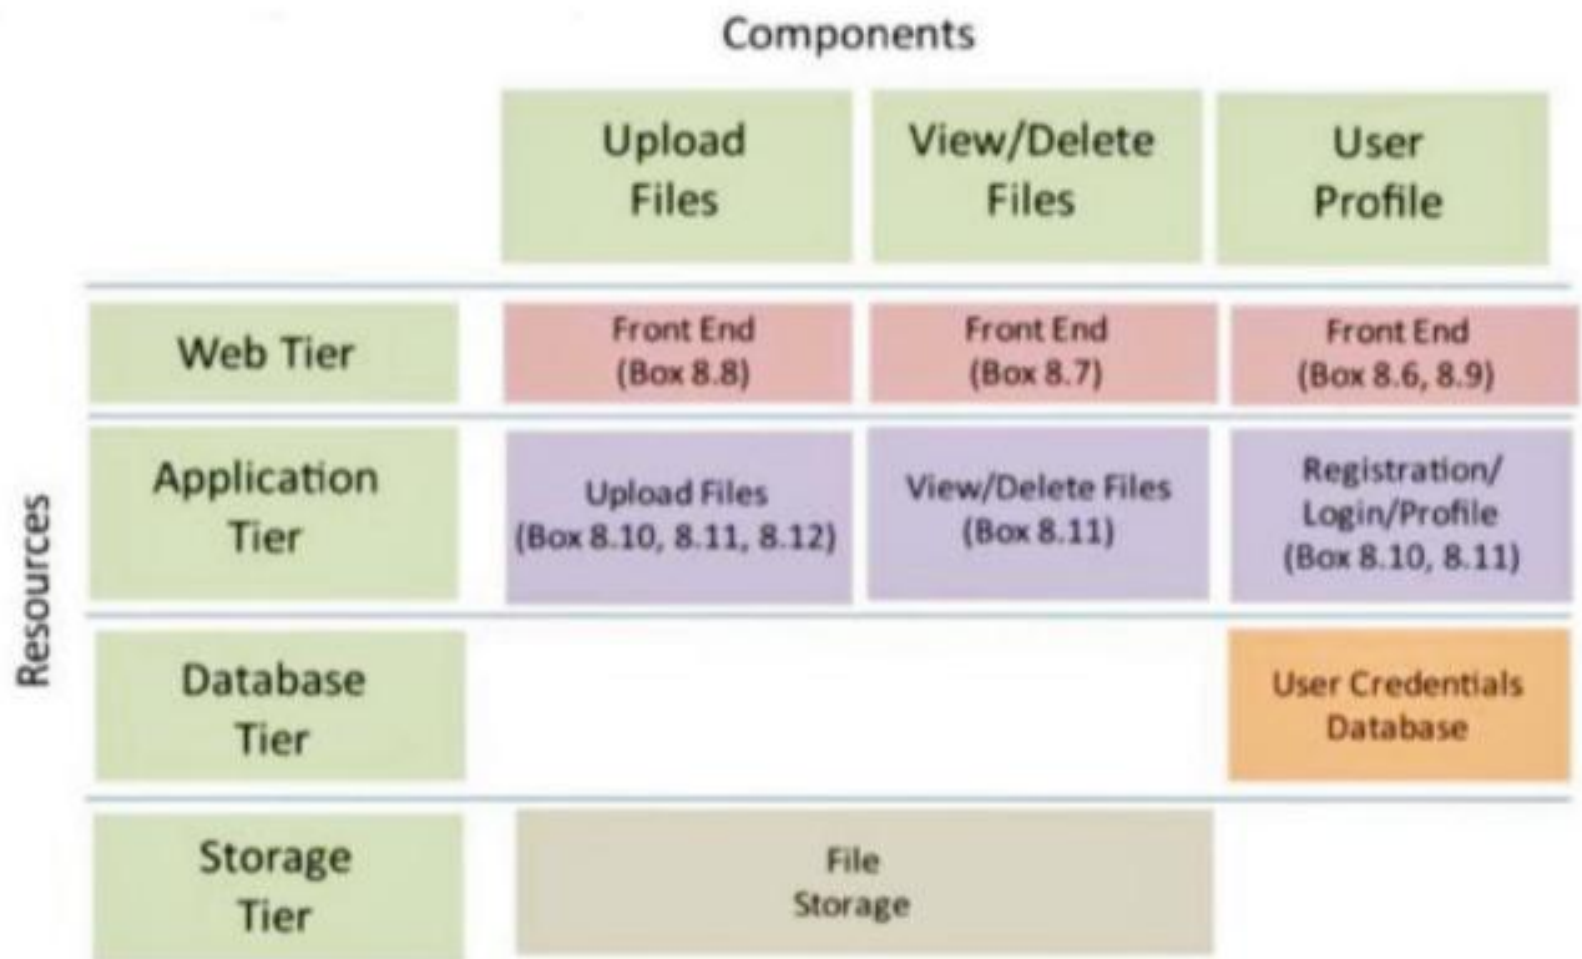 Components
Upload
Files
View/Delete
Files
User
Profile
Resources
Web Tier
Front End
(Box 8.8)
Front End
(Box 8.7)
Front End
(Box 8.6, 8.9)
Application
Tier
Upload Files
(Box 8.10, 8.11, 8.12)
View/Delete Files
(Box 8.11)
Registration/
Login/Profile
(Box 8.10, 8.11)
Database
Tier
User Credentials
Database
Storage
Tier
File
Storage